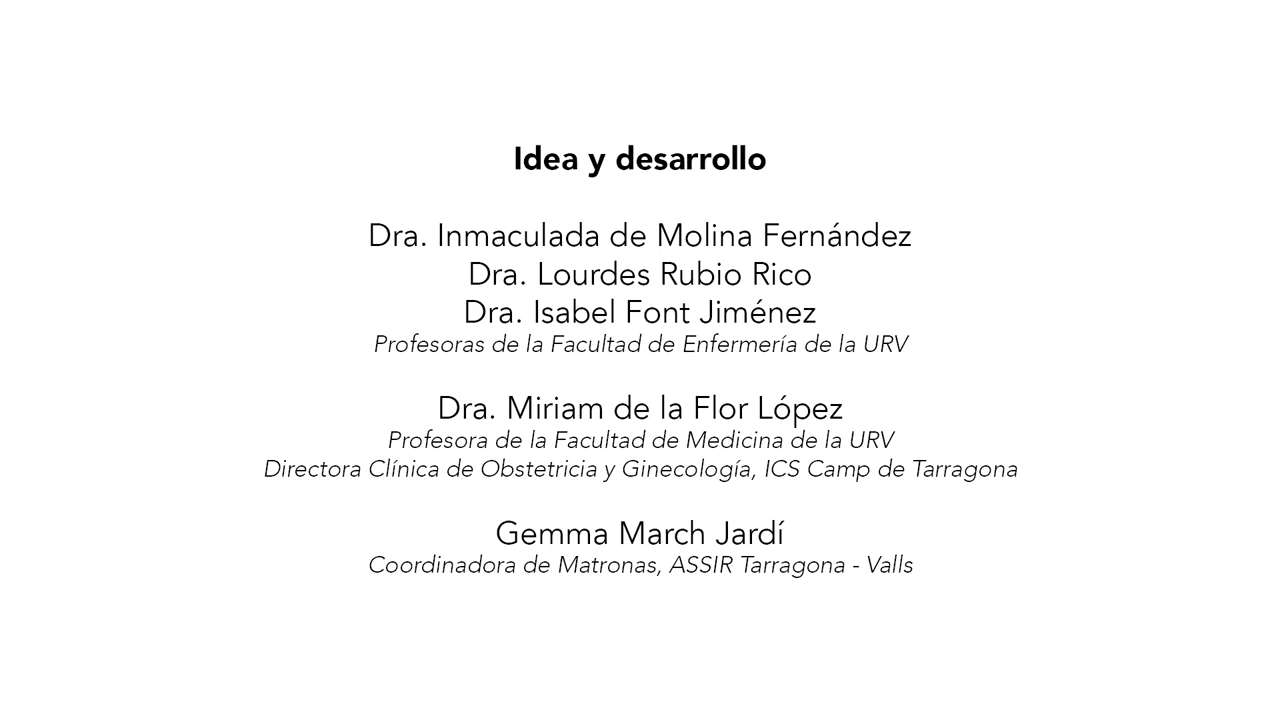 Idea y desarrollo
Dra. Inmaculada de Molina Fernández
Dra. Lourdes Rubio Rico
Dra. Isabel Font Jiménez
Profesoras de la Facultad de Enfermería de la URV
Dra. Miriam de la Flor López
Profesora de la Facultad de Medicina de la URV
Directora Clínica de Obstetricia y Ginecología, ICS Camp de Tarragona
Gemma March Jardí
Coordinadora de Matronas, ASSIR Tarragona - Valls